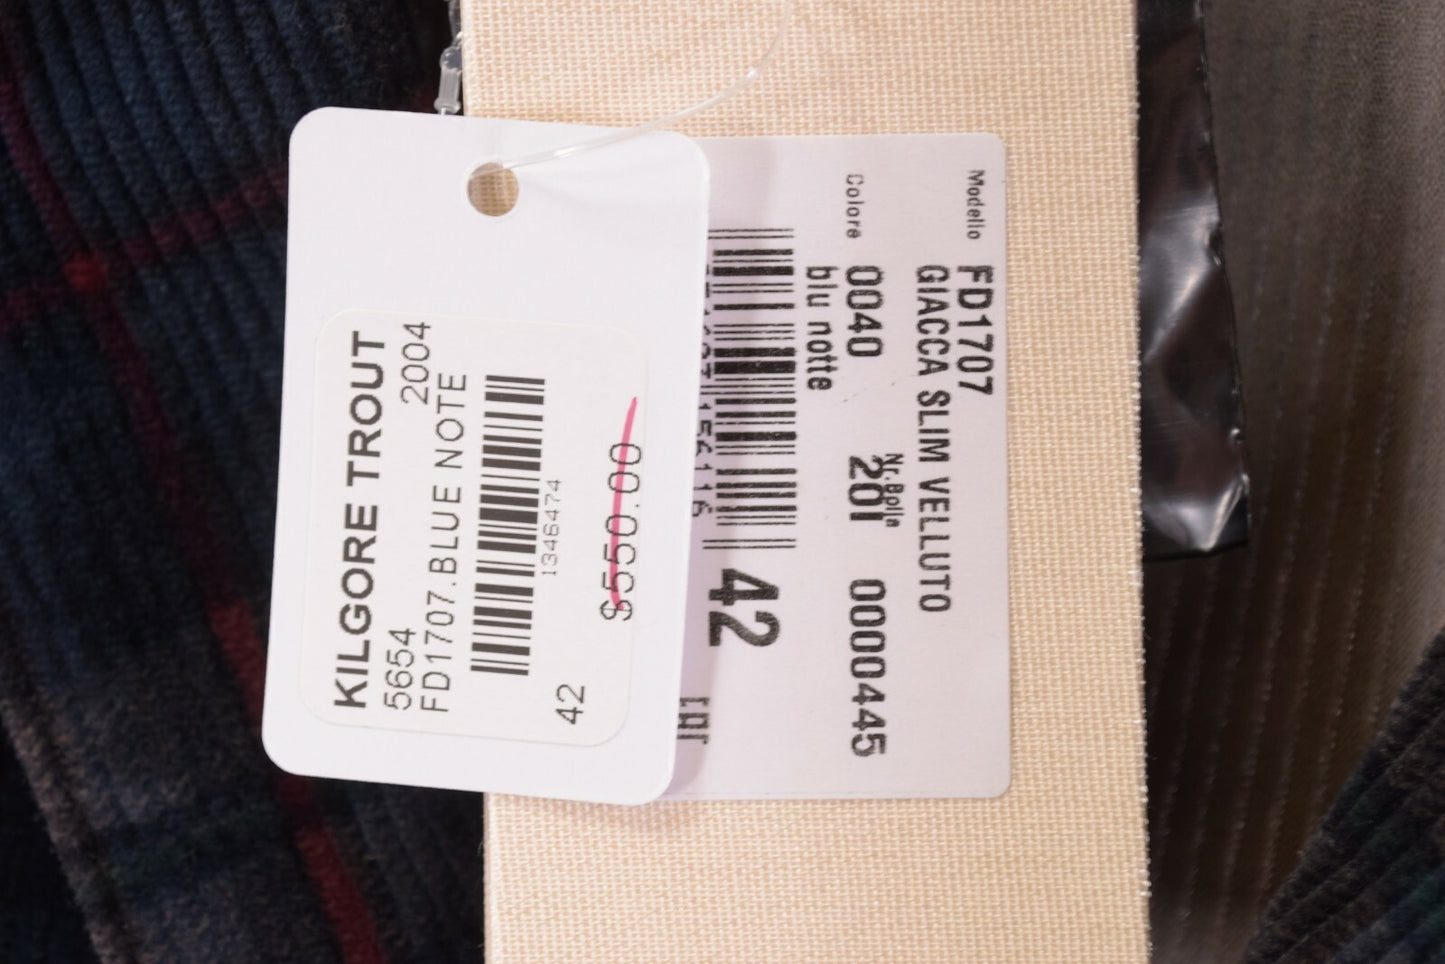 KILGORE TROUT
5654 2004
FD1707.BLUE NOTE
1346474
42 $550.00
Modello FD1707
GIACCA SLIM VELLUTO
Nr.Bolla
Colore 0040 201 0000445
blu notte
42